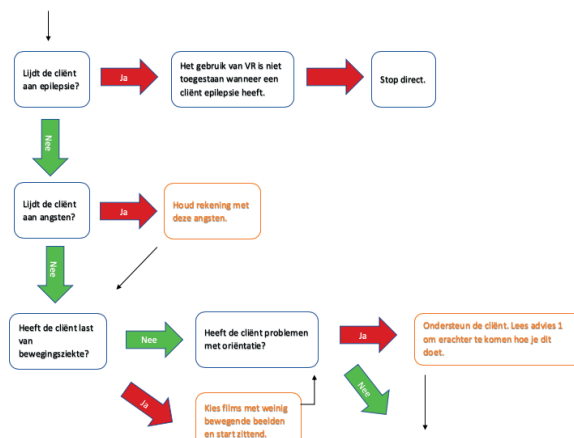 Lijdt de cliënt
aan epilepsie?
Ja
Het gebruik van VR is niet
toegestaan wanneer een
cliënt epilepsie heeft.
Stop direct.
Nee
Lijdt de cliënt
aan angsten?
Ja
Houd rekening met
deze angsten.
Nee
Heeft de cliënt last
van
bewegingsziekte?
Nee
Heeft de cliënt problemen
met oriëntatie?
Ja
Ondersteun de cliënt. Lees advies 1
om erachter te komen hoe je dit
doet.
Ja
Kies films met weinig
bewegende beelden
en start zittend.
Nee